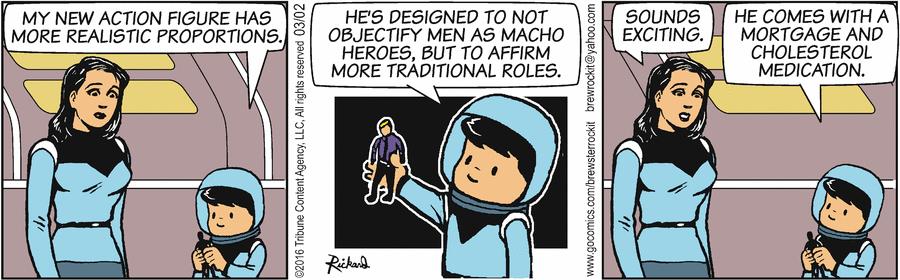 MY NEW ACTION FIGURE HAS
MORE REALISTIC PROPORTIONS.
©2016 Tribune Content Agency, LLC, All rights reserved 03/02
HE'S DESIGNED TO NOT
OBJECTIFY MEN AS MACHO
HEROES, BUT TO AFFIRM
MORE TRADITIONAL ROLES.
Rickard
www.gocomics.com/brewsterrockit brewrockit@yahoo.com
SOUNDS
EXCITING.
HE COMES WITH A
MORTGAGE AND
CHOLESTEROL
MEDICATION.